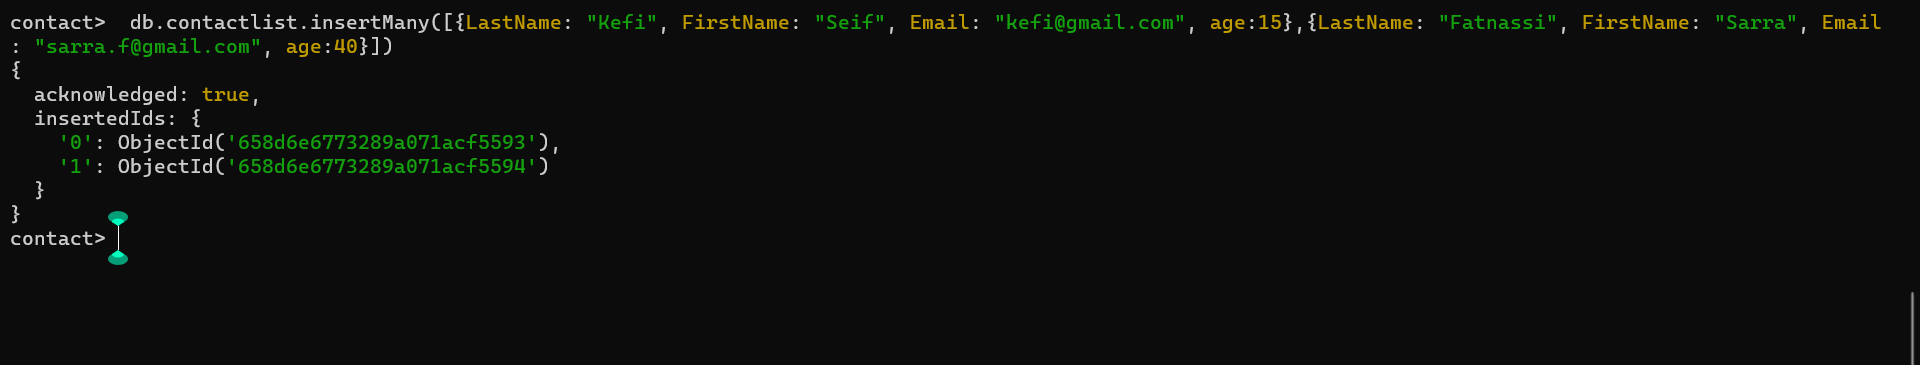 contact>  db.contactlist.insertMany([{LastName: "Kefi", FirstName: "Seif", Email: "kefi@gmail.com", age:15},{LastName: "Fatnassi", FirstName: "Sarra", Email
: "sarra.f@gmail.com", age:40}])
{
  acknowledged: true,
  insertedIds: {
    '0': ObjectId('658d6e6773289a071acf5593'),
    '1': ObjectId('658d6e6773289a071acf5594')
  }
}
contact>